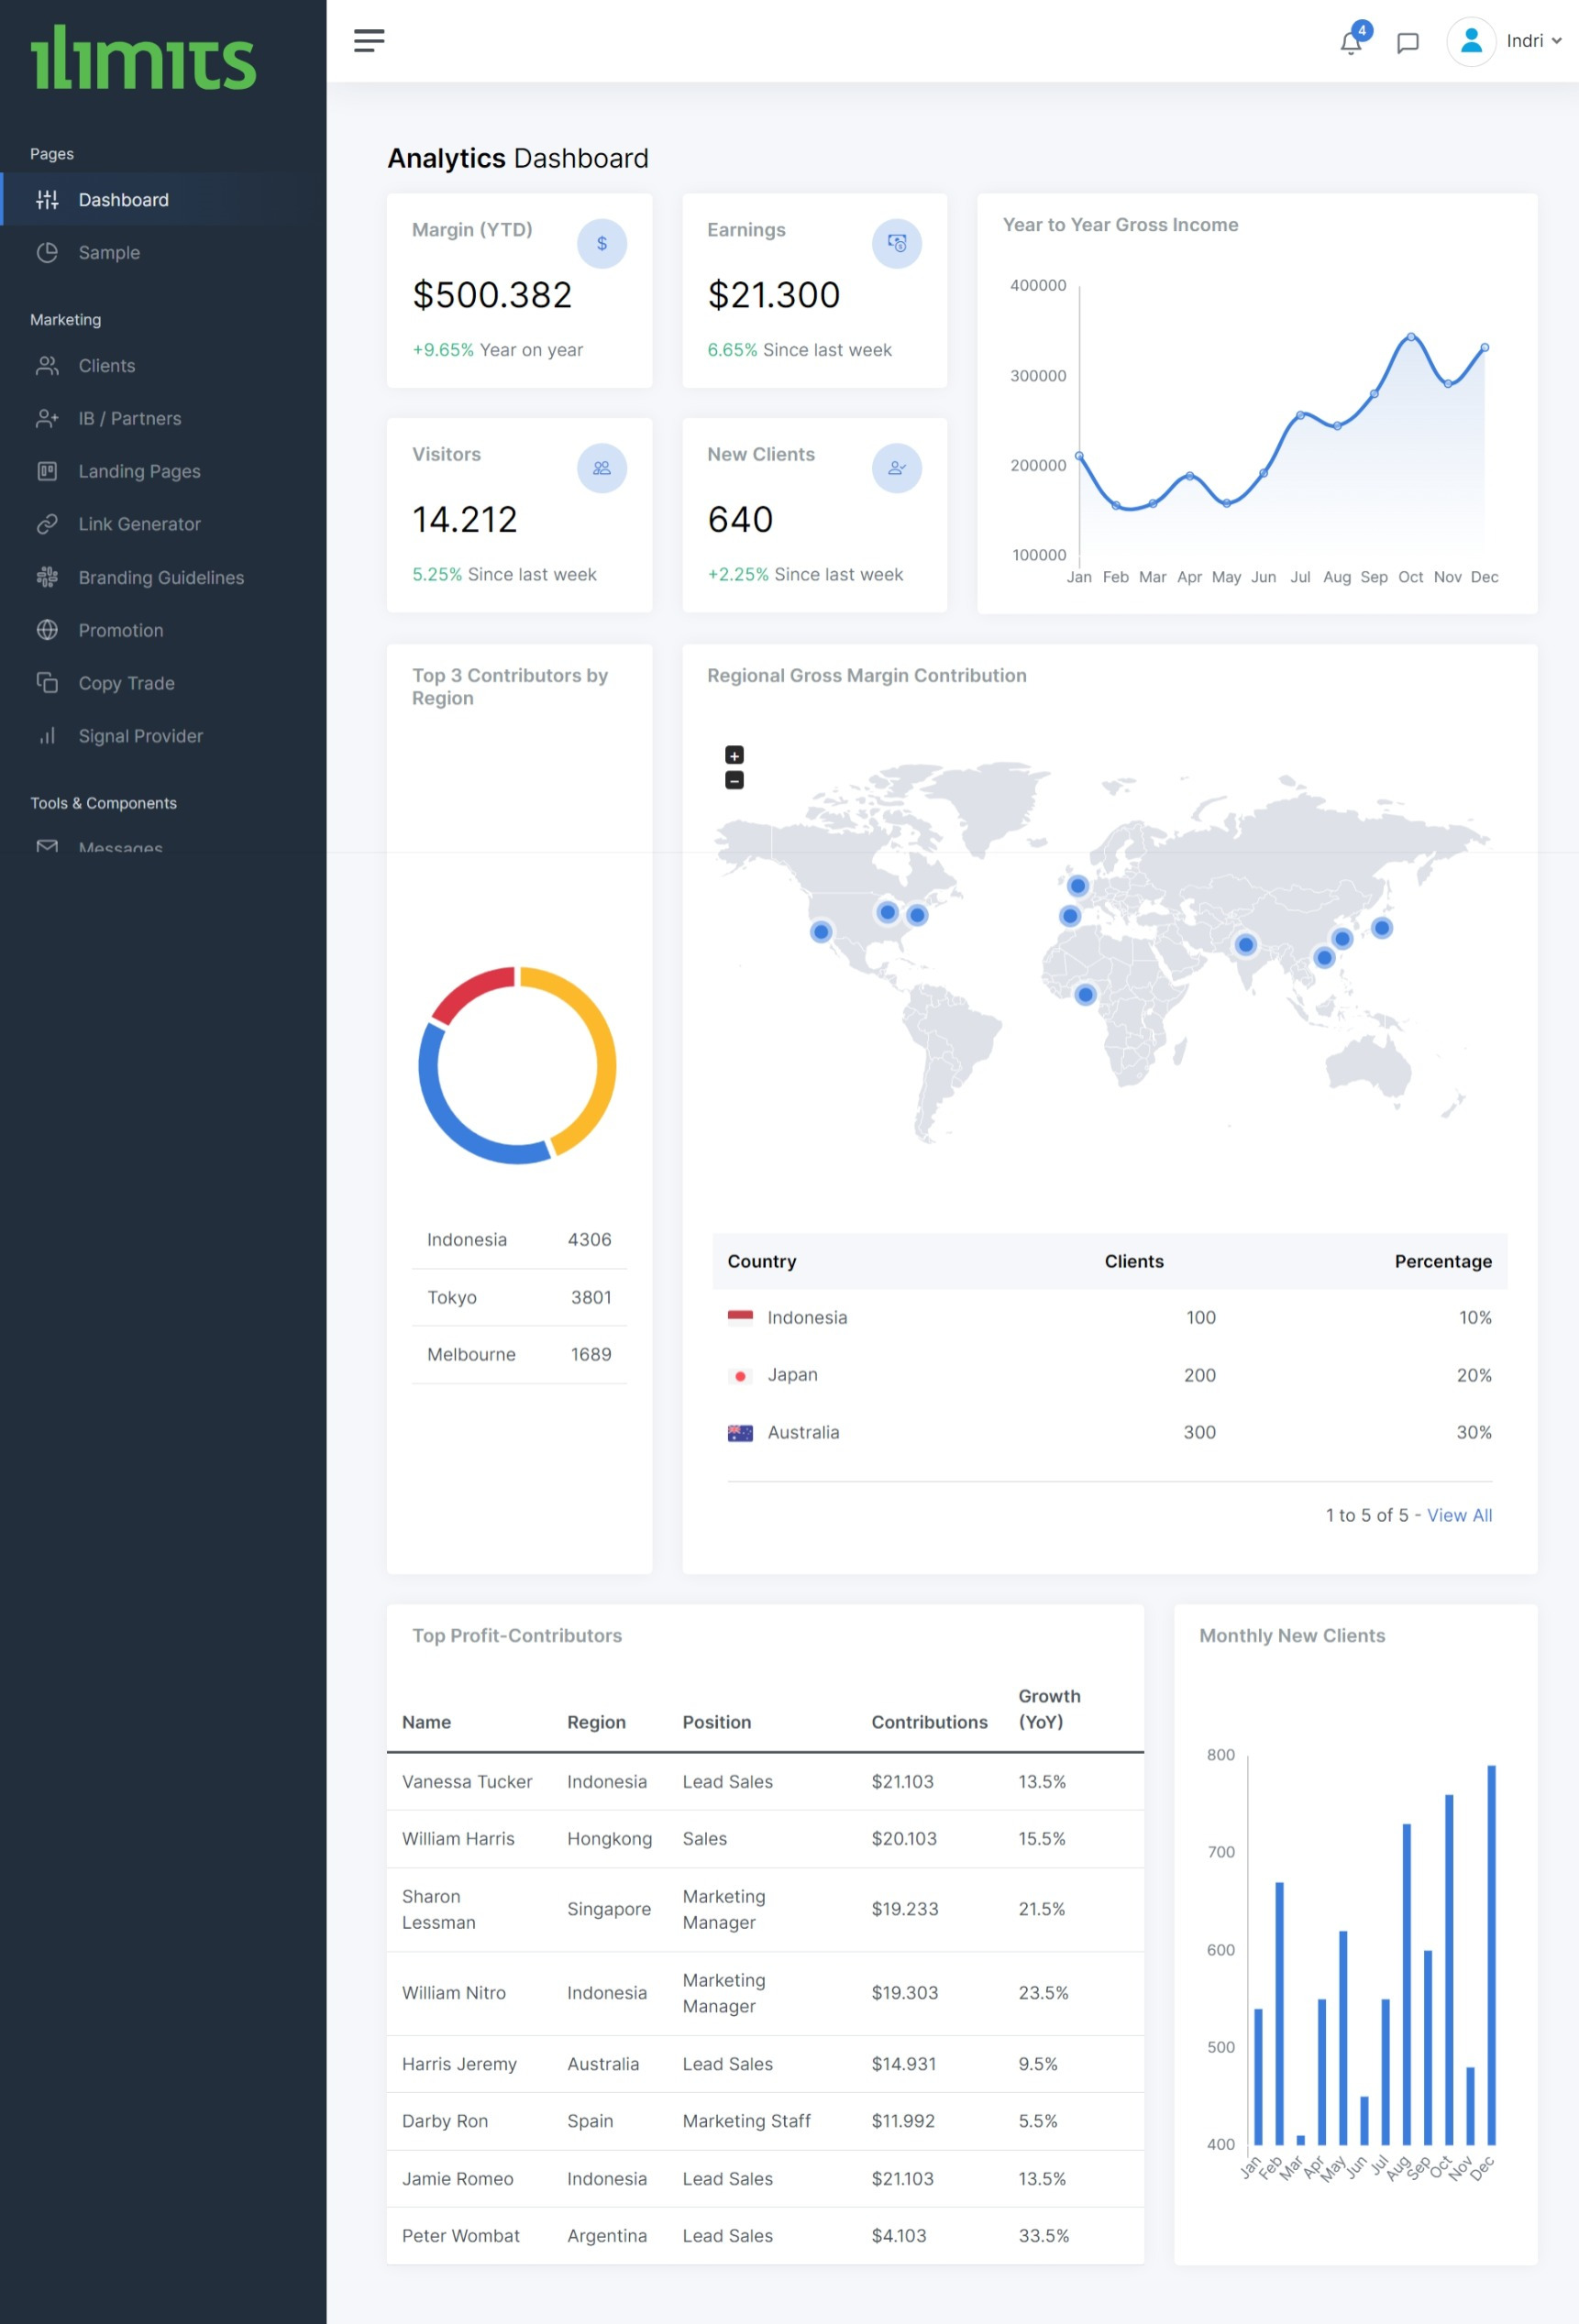 ılımıts
Pages
Dashboard
Sample
Marketing
Clients
IB / Partners
Landing Pages
Link Generator
Branding Guidelines
Promotion
Copy Trade
Signal Provider
Tools & Components
Messages
4
Indri
Analytics Dashboard
Margin (YTD)
$
$500.382
+9.65% Year on year
Earnings
$21.300
6.65% Since last week
Visitors
14.212
5.25% Since last week
New Clients
640
+2.25% Since last week
Year to Year Gross Income
400000
300000
200000
100000
Jan Feb Mar Apr May Jun Jul Aug Sep Oct Nov Dec
Top 3 Contributors by
Region
Indonesia 4306
Tokyo 3801
Melbourne 1689
Regional Gross Margin Contribution
+
−
Country Clients Percentage
Indonesia 100 10%
Japan 200 20%
Australia 300 30%
1 to 5 of 5 - View All
Top Profit-Contributors
Name Region Position Contributions Growth
(YoY)
Vanessa Tucker Indonesia Lead Sales $21.103 13.5%
William Harris Hongkong Sales $20.103 15.5%
Sharon
Lessman Singapore Marketing
Manager $19.233 21.5%
William Nitro Indonesia Marketing
Manager $19.303 23.5%
Harris Jeremy Australia Lead Sales $14.931 9.5%
Darby Ron Spain Marketing Staff $11.992 5.5%
Jamie Romeo Indonesia Lead Sales $21.103 13.5%
Peter Wombat Argentina Lead Sales $4.103 33.5%
Monthly New Clients
800
700
600
500
400
Jan Feb Mar Apr May Jun Jul Aug Sep Oct Nov Dec